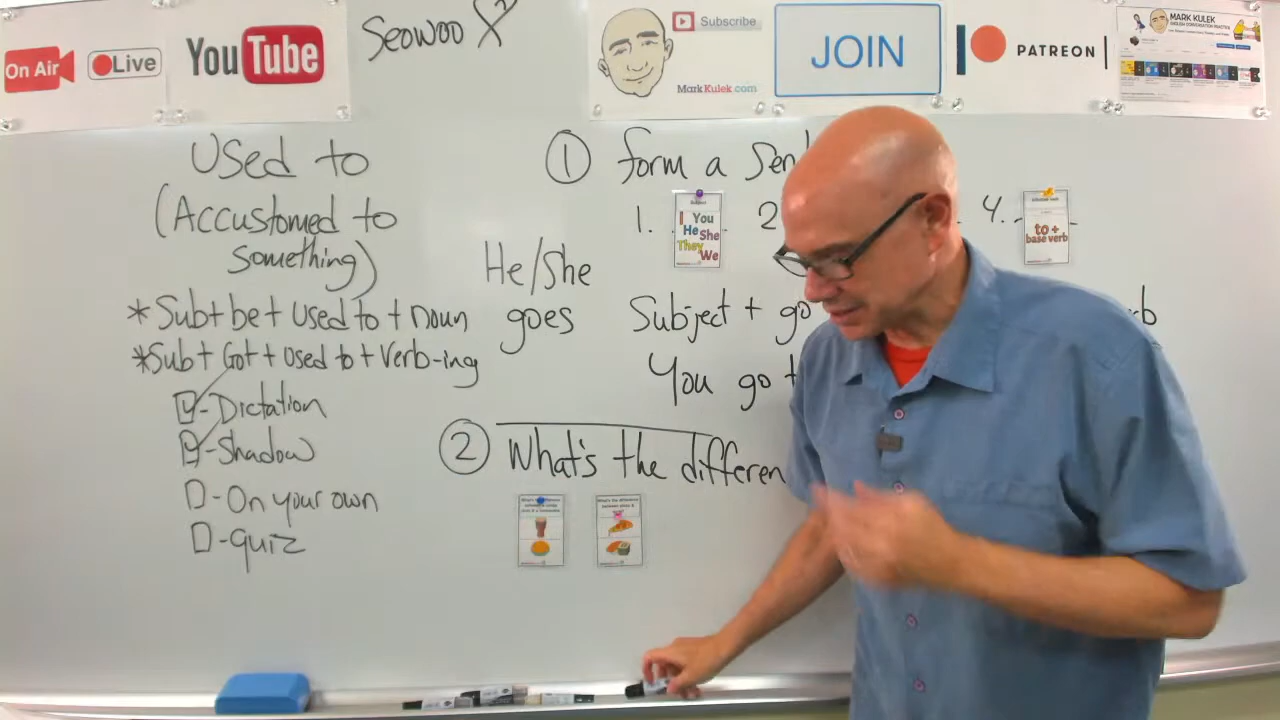 On Air
Live
YouTube
Seowoo
Subscribe
MarkKulek.com
JOIN
PATREON
MARK KULEK
Used to
(Accustomed to
something)
*Sub+be+used to+noun
*Sub+Got+used to+Verb-ing
-Dictation
-Shadow
-On your own
-quiz
He/She
goes
① form a sen
1.
2
4.
I You
He She
They We
to +
base verb
Subject + go
rb
You go t
② What's the differen